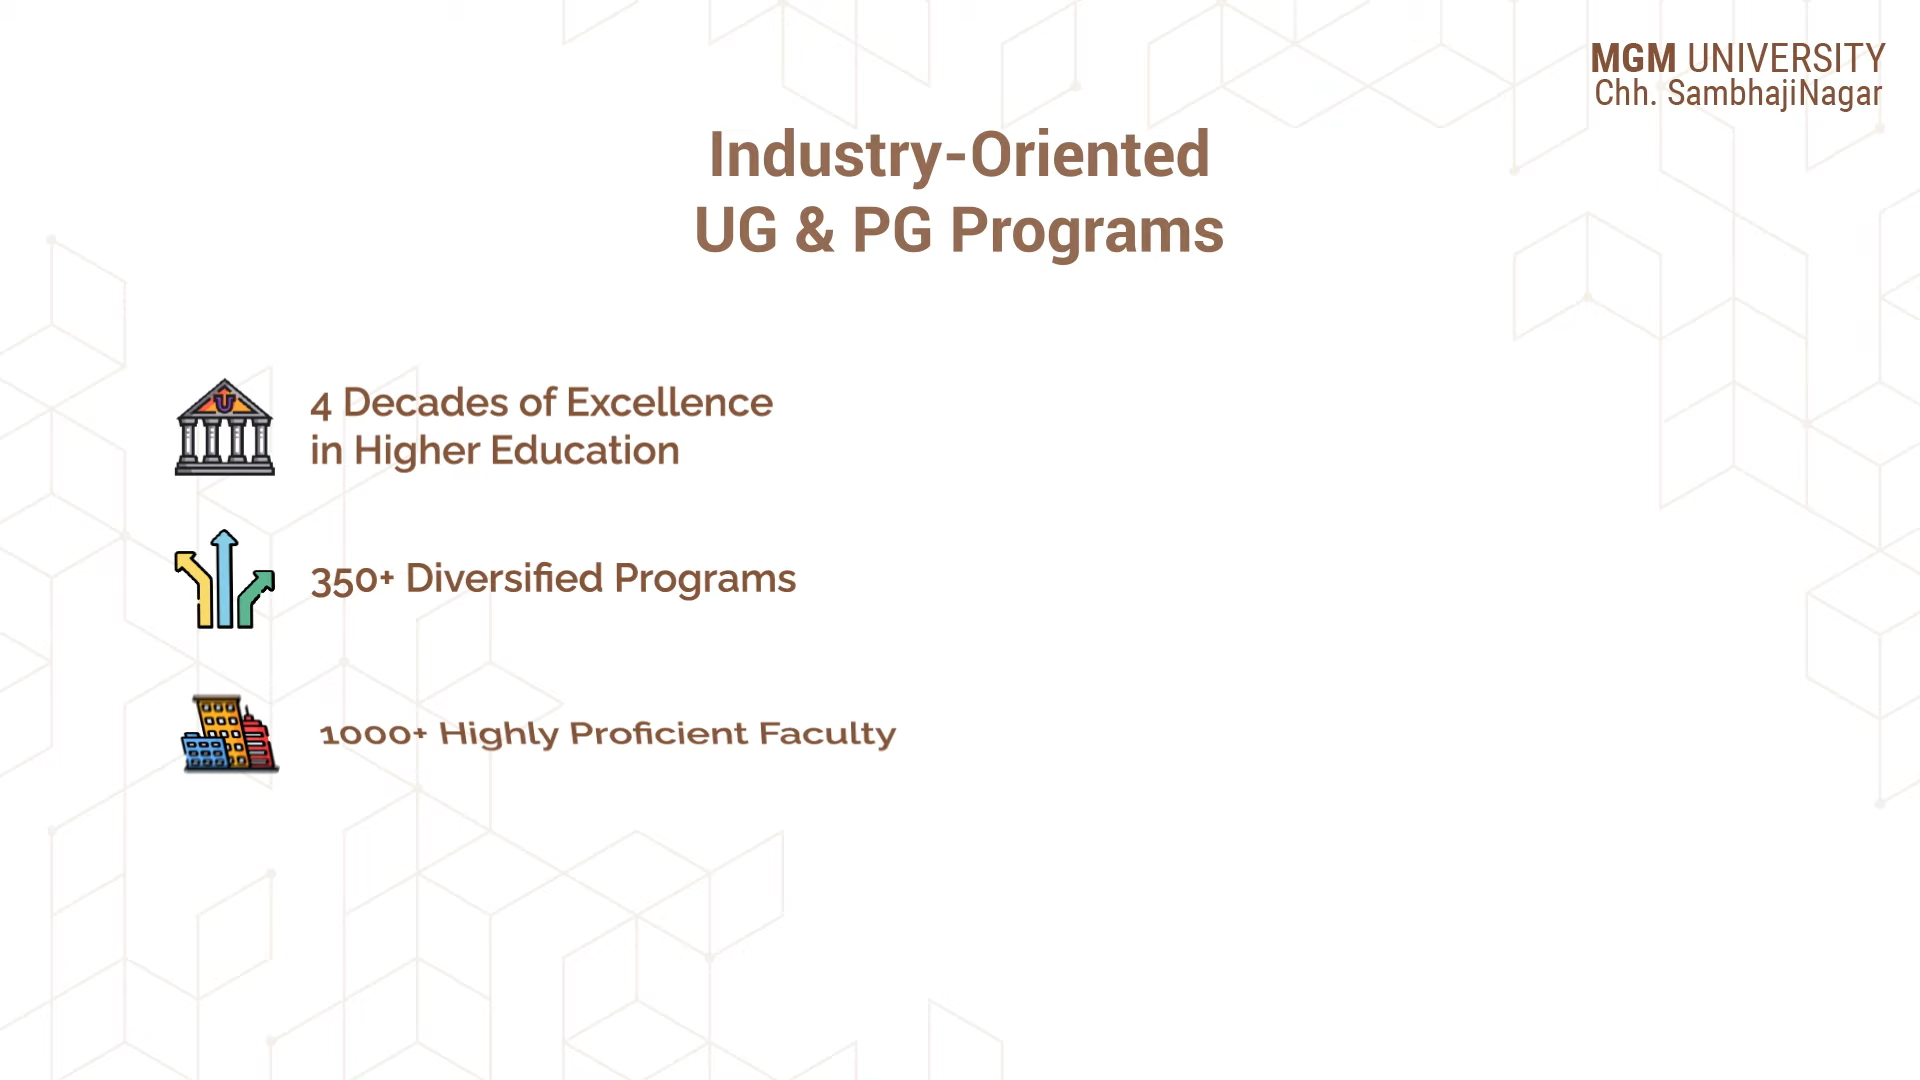 MGM UNIVERSITY
Chh. SambhajiNagar
Industry-Oriented
UG & PG Programs
4 Decades of Excellence
in Higher Education
350+ Diversified Programs
1000+ Highly Proficient Faculty